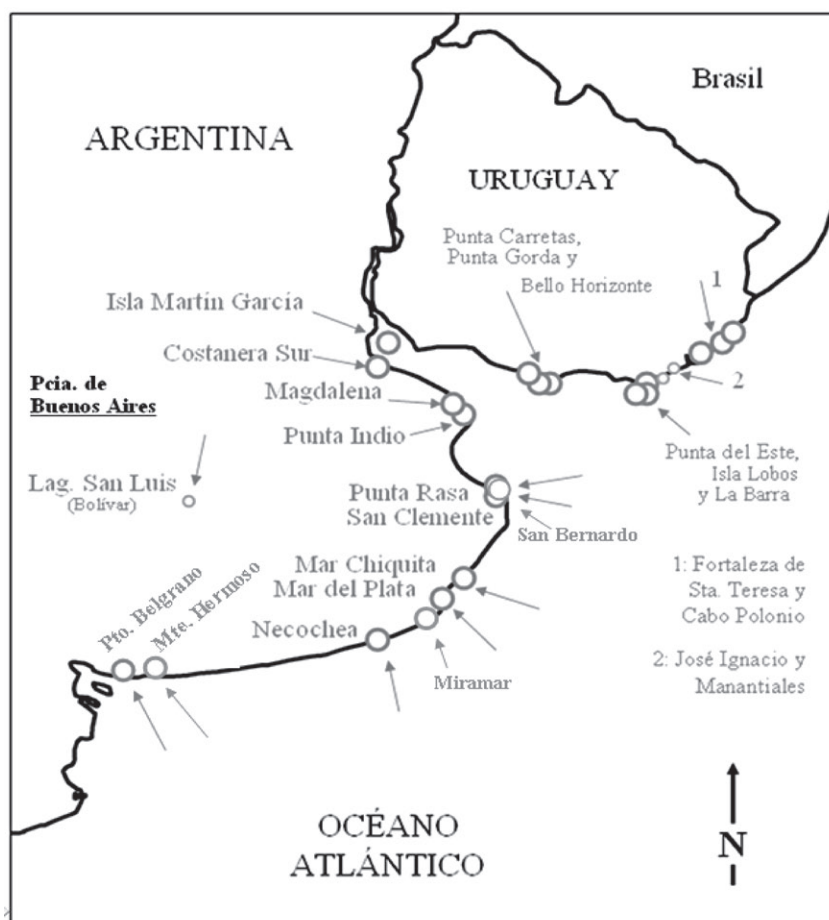 Brasil
ARGENTINA
URUGUAY
Punta Carretas,
Punta Gorda y
Bello Horizonte
1
Isla Martín García
Costanera Sur
2
Pcia. de
Buenos Aires
Magdalena
Punta Indio
Punta del Este,
Isla Lobos
y La Barra
Lag. San Luis
(Bolívar)
Punta Rasa
San Clemente
San Bernardo
Mar Chiquita
Mar del Plata
1: Fortaleza de
Sta. Teresa y
Cabo Polonio
Pto. Belgrano
Mte. Hermoso
Necochea
Miramar
2: José Ignacio y
Manantiales
OCÉANO
ATLÁNTICO
N